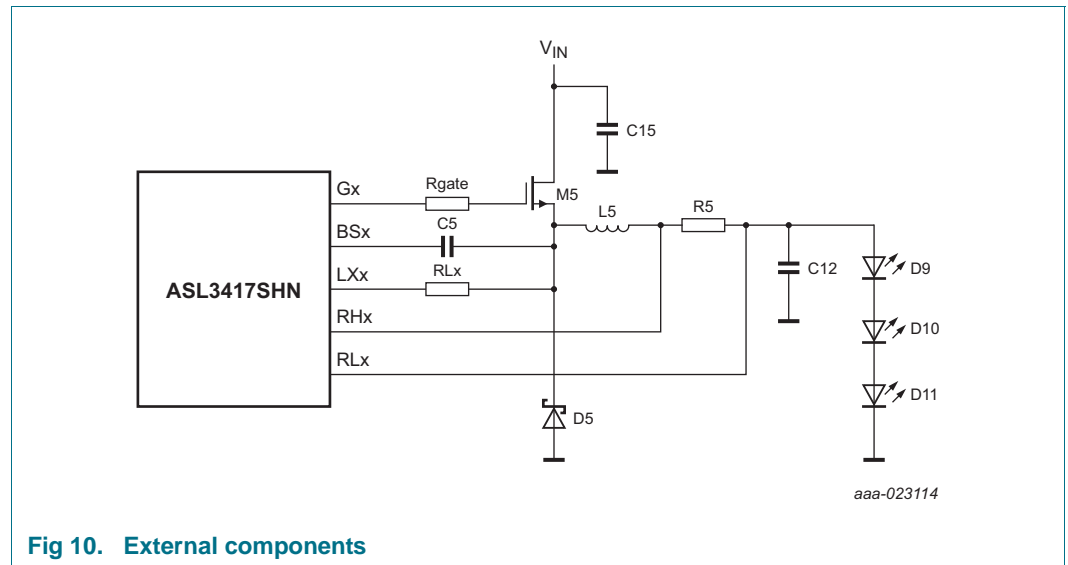 VIN
C15
Gx
Rgate
M5
BSx
C5
L5
R5
LXx
RLx
C12
D9
ASL3417SHN
RHx
D10
RLx
D11
D5
aaa-023114
Fig 10. External components